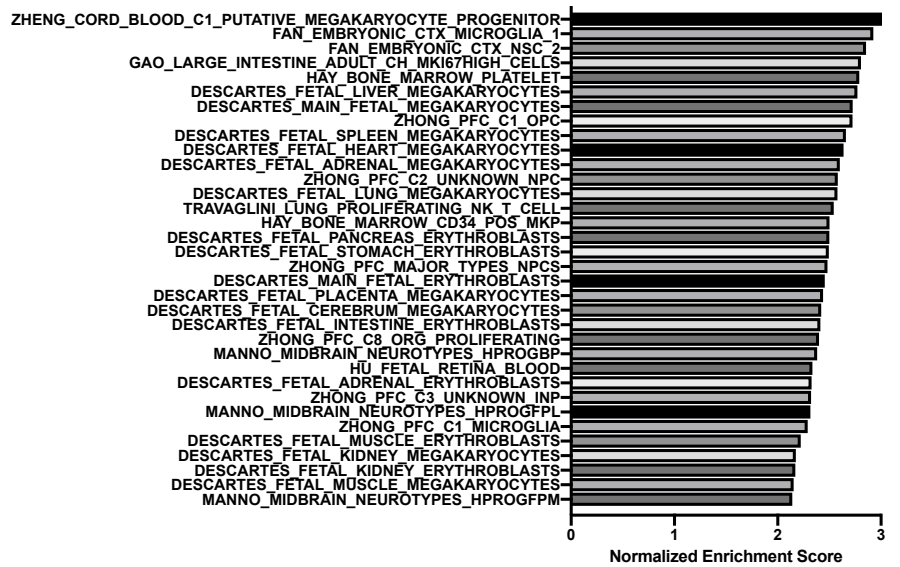 ZHENG_CORD_BLOOD_C1_PUTATIVE_MEGAKARYOCYTE_PROGENITOR
FAN_EMBRYONIC_CTX_MICROGLIA_1
FAN_EMBRYONIC_CTX_NSC_2
GAO_LARGE_INTESTINE_ADULT_CH_MKI67HIGH_CELLS
HAY_BONE_MARROW_PLATELET
DESCARTES_FETAL_LIVER_MEGAKARYOCYTES
DESCARTES_MAIN_FETAL_MEGAKARYOCYTES
ZHONG_PFC_C1_OPC
DESCARTES_FETAL_SPLEEN_MEGAKARYOCYTES
DESCARTES_FETAL_HEART_MEGAKARYOCYTES
DESCARTES_FETAL_ADRENAL_MEGAKARYOCYTES
ZHONG_PFC_C2_UNKNOWN_NPC
DESCARTES_FETAL_LUNG_MEGAKARYOCYTES
TRAVAGLINI_LUNG_PROLIFERATING_NK_T_CELL
HAY_BONE_MARROW_CD34_POS_MKP
DESCARTES_FETAL_PANCREAS_ERYTHROBLASTS
DESCARTES_FETAL_STOMACH_ERYTHROBLASTS
ZHONG_PFC_MAJOR_TYPES_NPCS
DESCARTES_MAIN_FETAL_ERYTHROBLASTS
DESCARTES_FETAL_PLACENTA_MEGAKARYOCYTES
DESCARTES_FETAL_CEREBRUM_MEGAKARYOCYTES
DESCARTES_FETAL_INTESTINE_ERYTHROBLASTS
ZHONG_PFC_C8_ORG_PROLIFERATING
MANNO_MIDBRAIN_NEUROTYPES_HPROGBP
HU_FETAL_RETINA_BLOOD
DESCARTES_FETAL_ADRENAL_ERYTHROBLASTS
ZHONG_PFC_C3_UNKNOWN_INP
MANNO_MIDBRAIN_NEUROTYPES_HPROGFPL
ZHONG_PFC_C1_MICROGLIA
DESCARTES_FETAL_MUSCLE_ERYTHROBLASTS
DESCARTES_FETAL_KIDNEY_MEGAKARYOCYTES
DESCARTES_FETAL_KIDNEY_ERYTHROBLASTS
DESCARTES_FETAL_MUSCLE_MEGAKARYOCYTES
MANNO_MIDBRAIN_NEUROTYPES_HPROGFPM
0 1 2 3
Normalized Enrichment Score